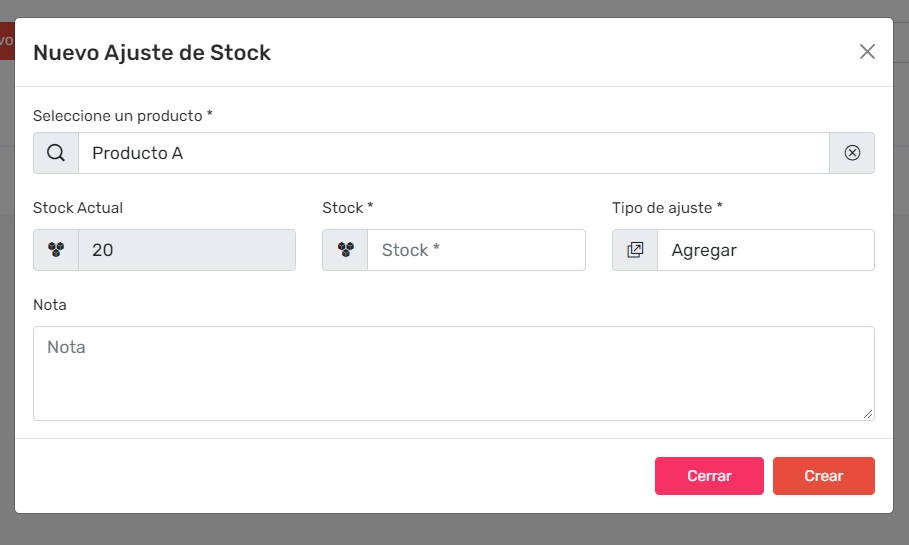 vo
Nuevo Ajuste de Stock
Seleccione un producto *
Producto A
Stock Actual
Stock *
Tipo de ajuste *
20
Stock *
Agregar
Nota
Nota
Cerrar
Crear